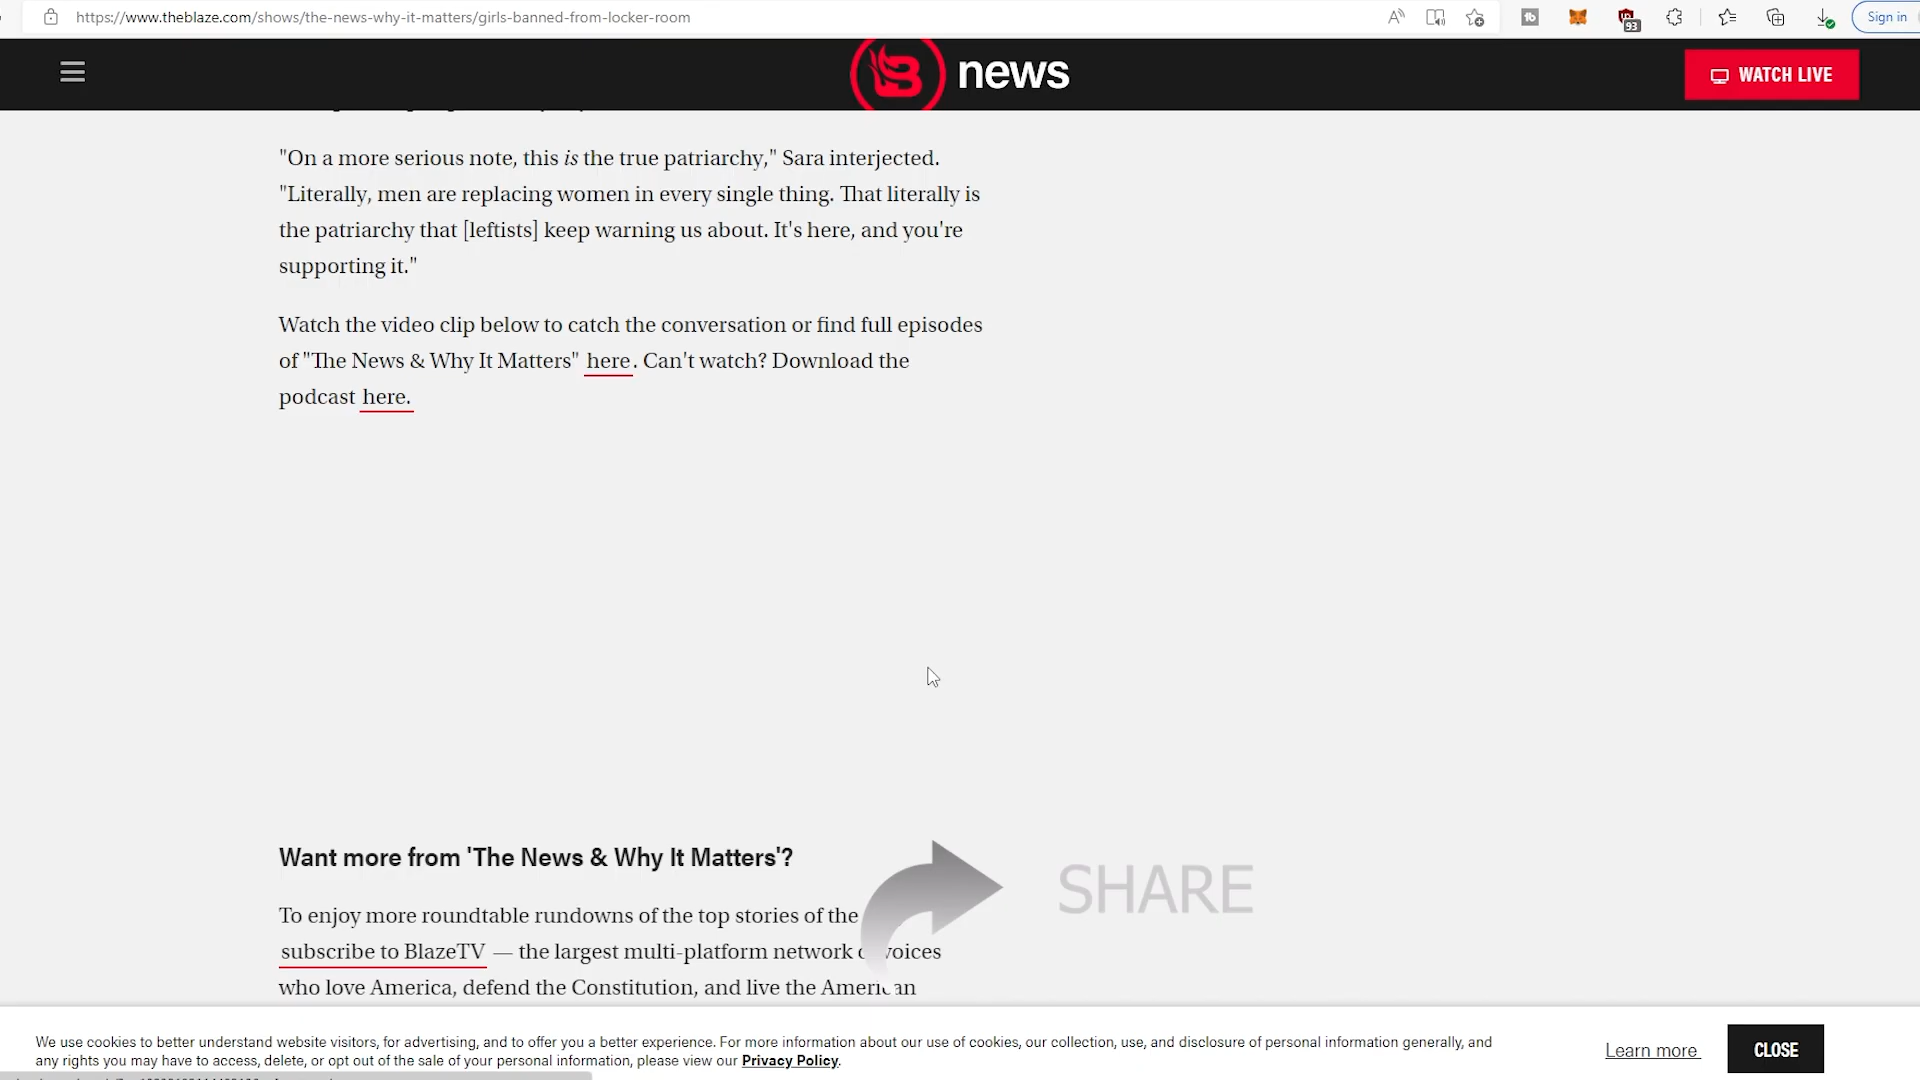 https://www.theblaze.com/shows/the-news-why-it-matters/girls-banned-from-locker-room
93
Sign in
news
WATCH LIVE
"On a more serious note, this is the true patriarchy," Sara interjected.
"Literally, men are replacing women in every single thing. That literally is
the patriarchy that [leftists] keep warning us about. It's here, and you're
supporting it."
Watch the video clip below to catch the conversation or find full episodes
of "The News & Why It Matters" here. Can't watch? Download the
podcast here.
Want more from 'The News & Why It Matters'?
To enjoy more roundtable rundowns of the top stories of the
SHARE
subscribe to BlazeTV — the largest multi-platform network voices
who love America, defend the Constitution, and live the American
We use cookies to better understand website visitors, for advertising, and to offer you a better experience. For more information about our use of cookies, our collection, use, and disclosure of personal information generally, and
any rights you may have to access, delete, or opt out of the sale of your personal information, please view our Privacy Policy.
Learn more
CLOSE